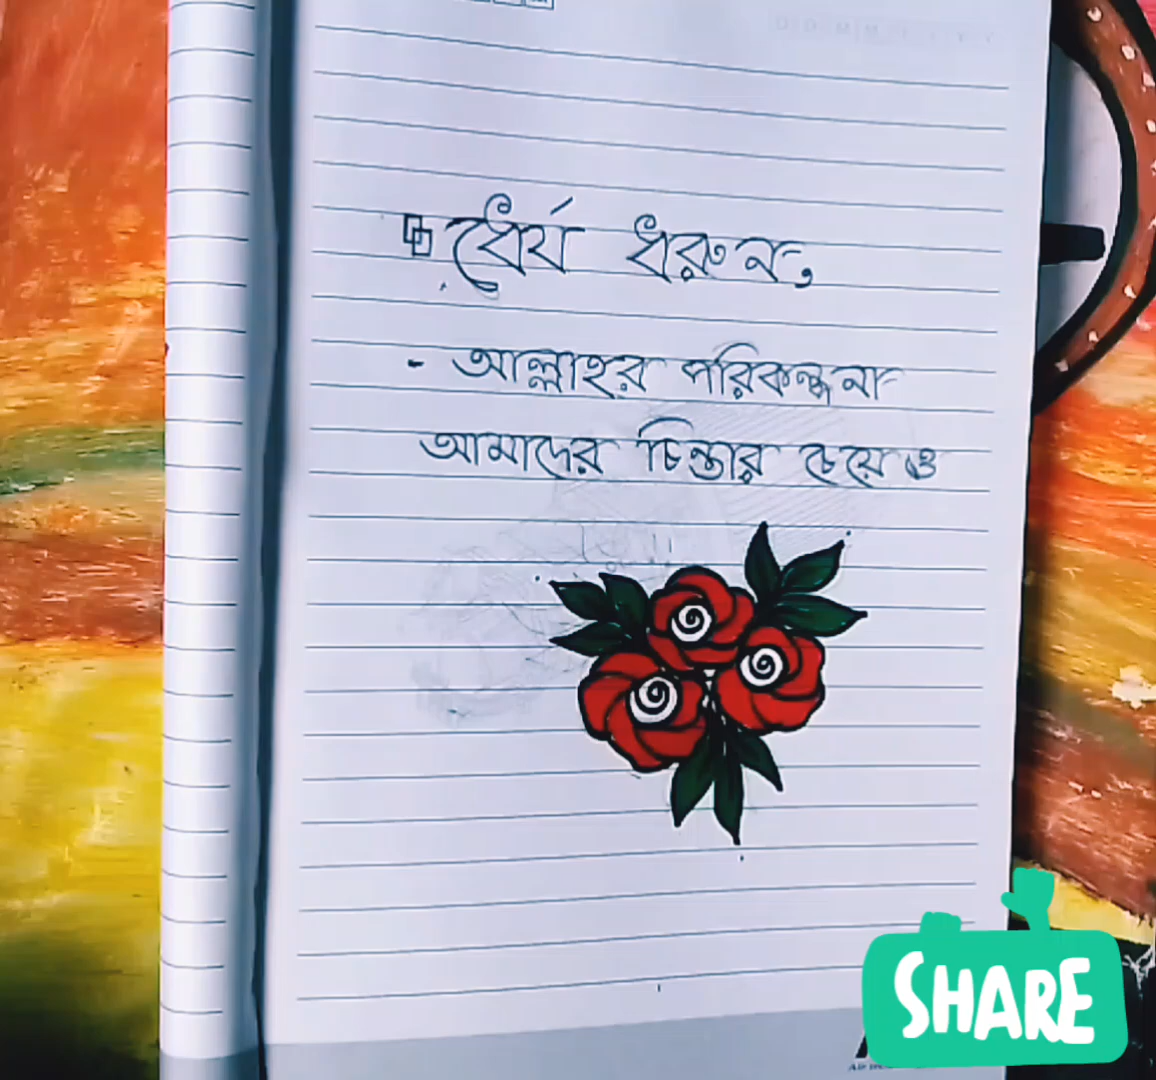 ধৈর্য ধরুন,
- আল্লাহর পরিকল্পনা
আমাদের চিন্তার চেয়ে ও
SHARE